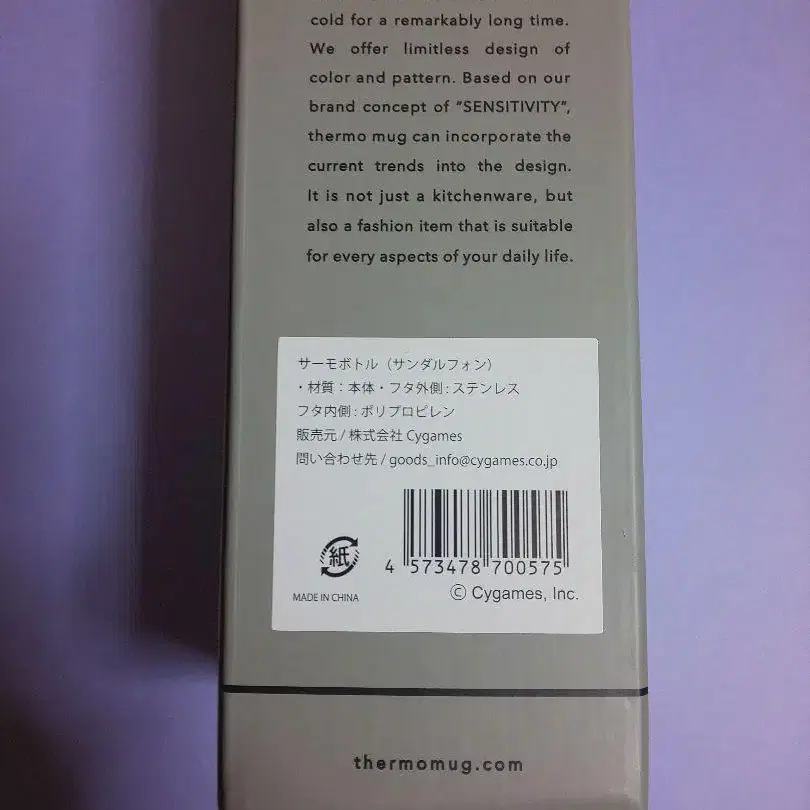 cold for a remarkably long time.
We offer limitless design of
color and pattern. Based on our
brand concept of "SENSITIVITY",
thermo mug can incorporate the
current trends into the design.
It is not just a kitchenware, but
also a fashion item that is suitable
for every aspects of your daily life.
サーモボトル（サンダルフォン）
・材質：本体・フタ外側：ステンレス
フタ内側：ポリプロピレン
販売元 / 株式会社 Cygames
問い合わせ先 / goods_info@cygames.co.jp
紙
4 573478 700575
MADE IN CHINA
© Cygames, Inc.
thermomug.com